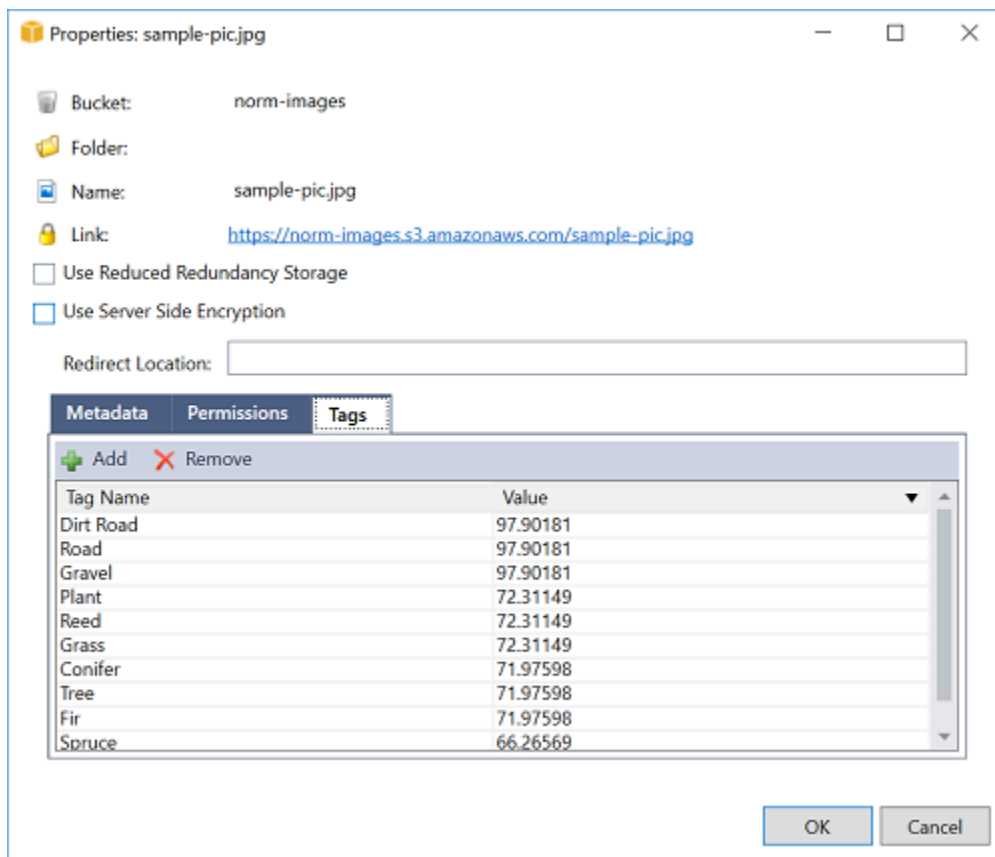 Properties: sample-pic.jpg
Bucket: norm-images
Folder:
Name: sample-pic.jpg
Link: https://norm-images.s3.amazonaws.com/sample-pic.jpg
Use Reduced Redundancy Storage
Use Server Side Encryption
Redirect Location:
Metadata Permissions Tags
Add Remove
Tag Name Value
Dirt Road 97.90181
Road 97.90181
Gravel 97.90181
Plant 72.31149
Reed 72.31149
Grass 72.31149
Conifer 71.97598
Tree 71.97598
Fir 71.97598
Spruce 66.26569
OK Cancel